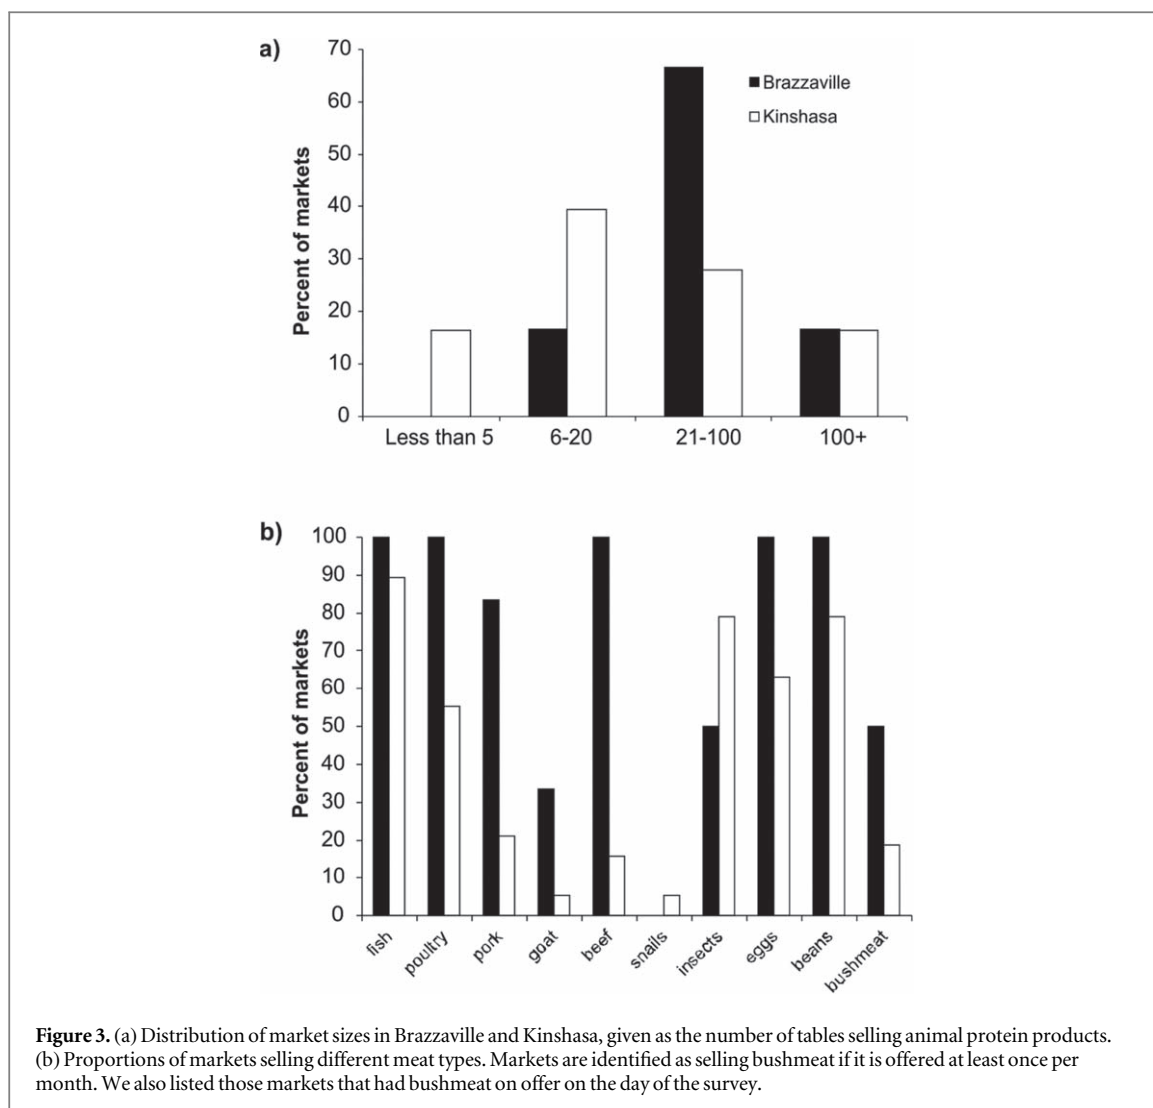 a)
70
60
50
40
30
20
10
0
Percent of markets
Brazzaville
Kinshasa
Less than 5 6-20 21-100 100+
b)
100
90
80
70
60
50
40
30
20
10
0
Percent of markets
fish poultry pork goat beef snails insects eggs beans bushmeat
Figure 3. (a) Distribution of market sizes in Brazzaville and Kinshasa, given as the number of tables selling animal protein products.
(b) Proportions of markets selling different meat types. Markets are identified as selling bushmeat if it is offered at least once per
month. We also listed those markets that had bushmeat on offer on the day of the survey.